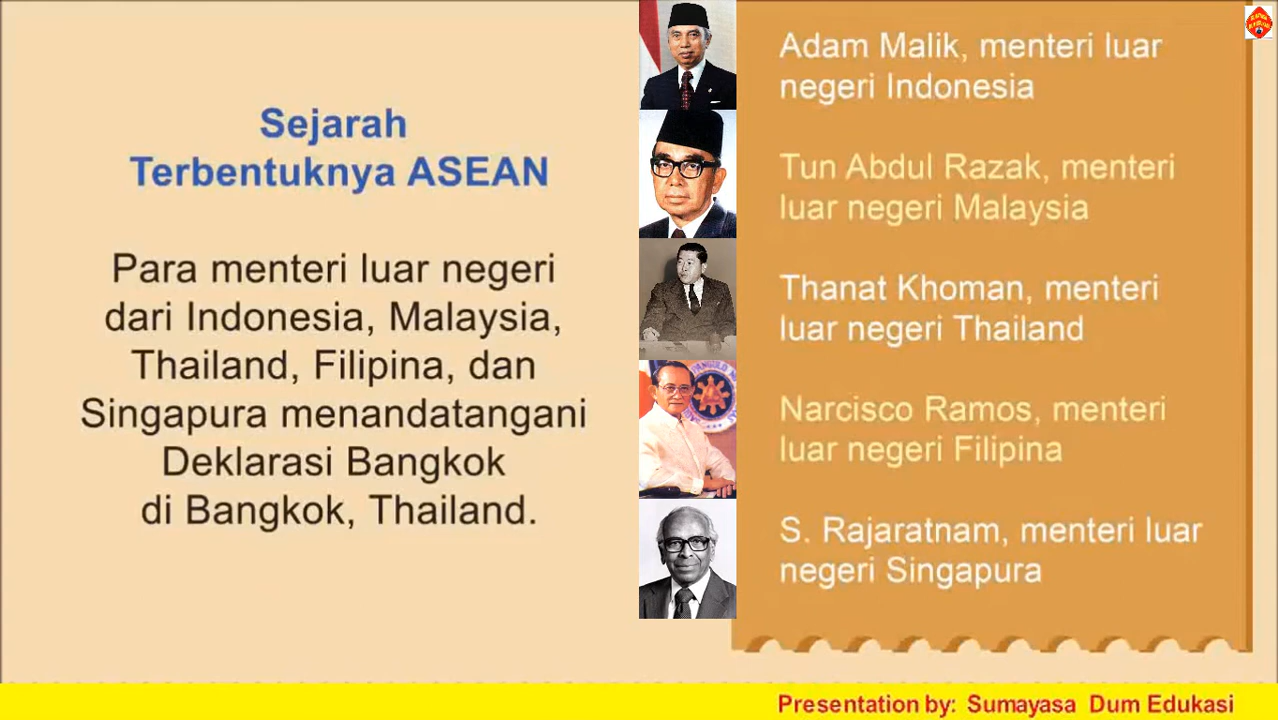 Sejarah
Terbentuknya ASEAN
Para menteri luar negeri
dari Indonesia, Malaysia,
Thailand, Filipina, dan
Singapura menandatangani
Deklarasi Bangkok
di Bangkok, Thailand.
Adam Malik, menteri luar
negeri Indonesia
Tun Abdul Razak, menteri
luar negeri Malaysia
Thanat Khoman, menteri
luar negeri Thailand
Narcisco Ramos, menteri
luar negeri Filipina
S. Rajaratnam, menteri luar
negeri Singapura
Presentation by: Sumayasa Dum Edukasi